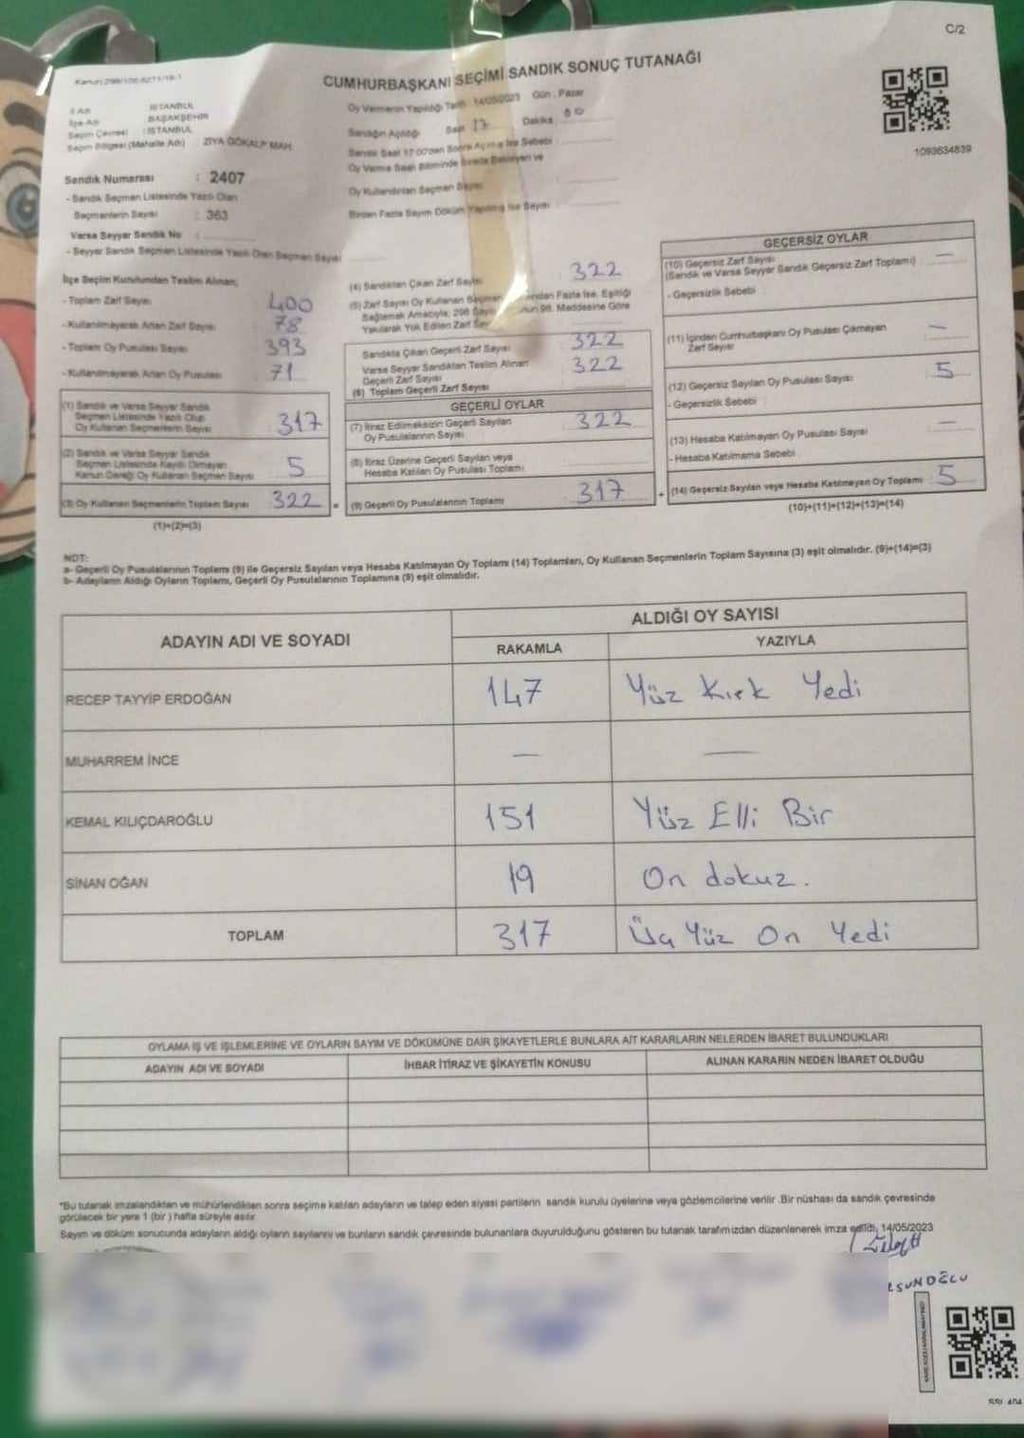 C/2
CUMHURBAŞKANI SEÇİMİ SANDIK SONUÇ TUTANAĞI
İl Adı İSTANBUL
İlçe Adı BAŞAKŞEHİR
Seçim Çevresi : İSTANBUL
Seçim Bölgesi (Mahalle Adı) ZİYA GÖKALP MAH.
Sandık Numarası : 2407
- Sandık Seçmen Listesinde Yazılı Olan
Seçmenlerin Sayısı : 363
Varsa Seyyar Sandık No :
- Seyyar Sandık Seçmen Listesinde Yazılı Olan Seçmen Sayısı
Oy Vermenin Yapıldığı Tarih 14/05/2023 Gün : Pazar
Sandığın Açıldığı Saat 17 Dakika
Sandık Saat 17:00'den Sonra Açılmış İse Sebebi
Oy Verme Saati Bitiminde Sırada Bekleyen ve
Oy Kullandırılan Seçmen Sayısı
Birden Fazla Sayım Döküm Yapılmış İse Sayısı
1093634839
İlçe Seçim Kurulundan Teslim Alınan;
- Toplam Zarf Sayısı 400
- Kullanılmayarak Artan Zarf Sayısı 78
- Toplam Oy Pusulası Sayısı 393
- Kullanılmayarak Artan Oy Pusulası 71
(1) Sandık ve Varsa Seyyar Sandık
Seçmen Listesinde Yazılı Olup
Oy Kullanan Seçmenlerin Sayısı 317
(2) Sandık ve Varsa Seyyar Sandık
Seçmen Listesinde Kayıtlı Olmayan
Kanun Gereği Oy Kullanan Seçmen Sayısı 5
(3) Oy Kullanan Seçmenlerin Toplam Sayısı 322 =
(1)+(2)=(3)
(4) Sandıktan Çıkan Zarf Sayısı 322
(5) Zarf Sayısı Oy Kullanan Seçmen ndan Fazla İse, Eşitliği
Sağlamak Amacıyla; 298 Sayılı nun 98. Maddesine Göre
Yakılarak Yok Edilen Zarf
Sandıkta Çıkan Geçerli Zarf Sayısı 322
Varsa Seyyar Sandıktan Teslim Alınan
Geçerli Zarf Sayısı 322
(6) Toplam Geçerli Zarf Sayısı
GEÇERLİ OYLAR
(7) İtiraz Edilmeksizin Geçerli Sayılan
Oy Pusulalarının Sayısı 322
(8) İtiraz Üzerine Geçerli Sayılan veya
Hesaba Katılan Oy Pusulası Toplamı
(9) Geçerli Oy Pusulalarının Toplamı 317 +
GEÇERSİZ OYLAR
(10) Geçersiz Zarf Sayısı —
(Sandık ve Varsa Seyyar Sandık Geçersiz Zarf Toplamı)
- Geçersizlik Sebebi
(11) İçinden Cumhurbaşkanı Oy Pusulası Çıkmayan
Zarf Sayısı —
(12) Geçersiz Sayılan Oy Pusulası Sayısı 5
- Geçersizlik Sebebi
(13) Hesaba Katılmayan Oy Pusulası Sayısı —
- Hesaba Katılmama Sebebi
(14) Geçersiz Sayılan veya Hesaba Katılmayan Oy Toplamı 5
(10)+(11)+(12)+(13)=(14)
NOT:
a- Geçerli Oy Pusulalarının Toplamı (9) ile Geçersiz Sayılan veya Hesaba Katılmayan Oy Toplamı (14) Toplamları, Oy Kullanan Seçmenlerin Toplam Sayısına (3) eşit olmalıdır. (9)+(14)=(3)
b- Adayların Aldığı Oyların Toplamı, Geçerli Oy Pusulalarının Toplamına (9) eşit olmalıdır.
ADAYIN ADI VE SOYADI ALDIĞI OY SAYISI
RAKAMLA YAZIYLA
RECEP TAYYİP ERDOĞAN 147 Yüz Kırk Yedi
MUHARREM İNCE — —
KEMAL KILIÇDAROĞLU 151 Yüz Elli Bir
SİNAN OĞAN 19 On dokuz.
TOPLAM 317 Üç Yüz On Yedi
OYLAMA İŞ VE İŞLEMLERİNE VE OYLARIN SAYIM VE DÖKÜMÜNE DAİR ŞİKAYETLERLE BUNLARA AİT KARARLARIN NELERDEN İBARET BULUNDUKLARI
ADAYIN ADI VE SOYADI İHBAR İTİRAZ VE ŞİKAYETİN KONUSU ALINAN KARARIN NEDEN İBARET OLDUĞU
*Bu tutanak imzalandıktan ve mühürlendikten sonra seçime katılan adayların ve talep eden siyasi partilerin sandık kurulu üyelerine veya gözlemcilerine verilir .Bir nüshası da sandık çevresinde
görülecek bir yere 1 (bir ) hafta süreyle asılır
Sayım ve döküm sonucunda adayların aldığı oyların sayılarını ve bunların sandık çevresinde bulunanlara duyurulduğunu gösteren bu tutanak tarafımızdan düzenlenerek imza edildi, 14/05/2023